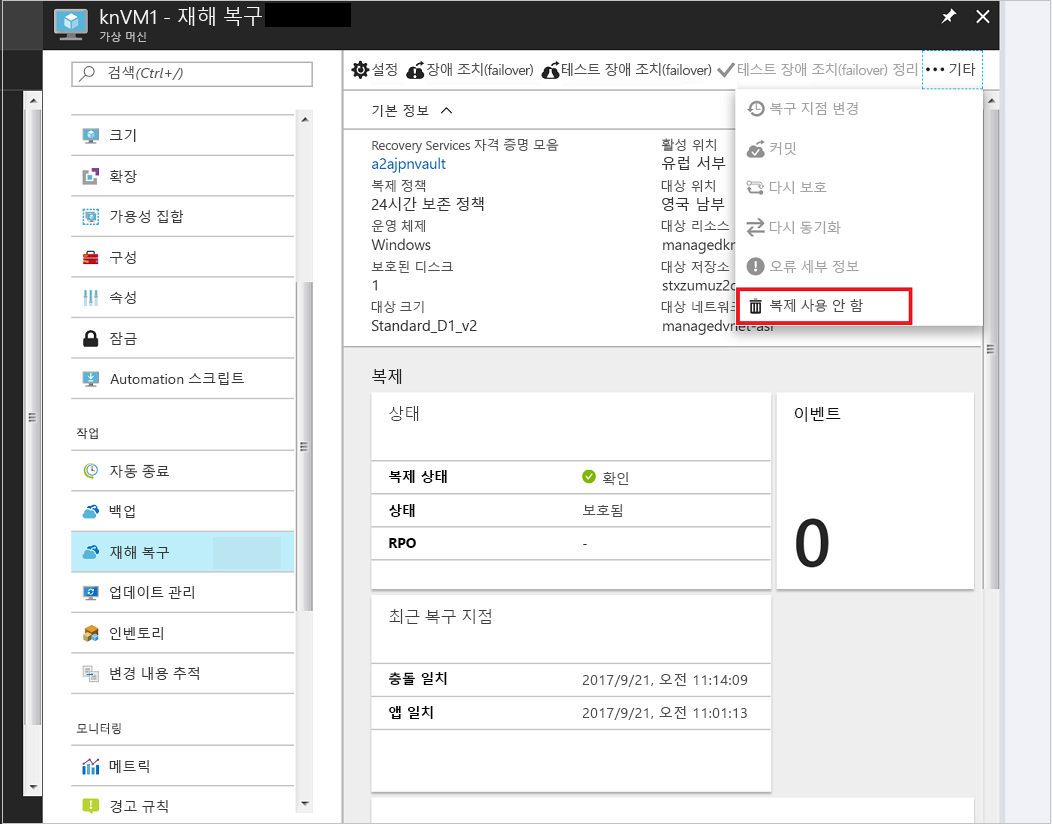 knVM1 - 재해 복구
가상 머신
검색(Ctrl+/)
크기
확장
가용성 집합
구성
속성
잠금
Automation 스크립트
작업
자동 종료
백업
재해 복구
업데이트 관리
인벤토리
변경 내용 추적
모니터링
메트릭
경고 규칙
설정 장애 조치(failover) 테스트 장애 조치(failover) 테스트 장애 조치(failover) 정리 ••• 기타
기본 정보
Recovery Services 자격 증명 모음
a2ajpnvault
복제 정책
24시간 보존 정책
운영 체제
Windows
보호된 디스크
1
대상 크기
Standard_D1_v2
활성 위치
유럽 서부
대상 위치
영국 남부
대상 리소스
managedkn
대상 저장소
stxzumuz2
대상 네트워크
managedvnet-asr
복구 지점 변경
커밋
다시 보호
다시 동기화
오류 세부 정보
복제 사용 안 함
복제
상태
복제 상태 확인
상태 보호됨
RPO -
이벤트
0
최근 복구 지점
충돌 일치 2017/9/21, 오전 11:14:09
앱 일치 2017/9/21, 오전 11:01:13